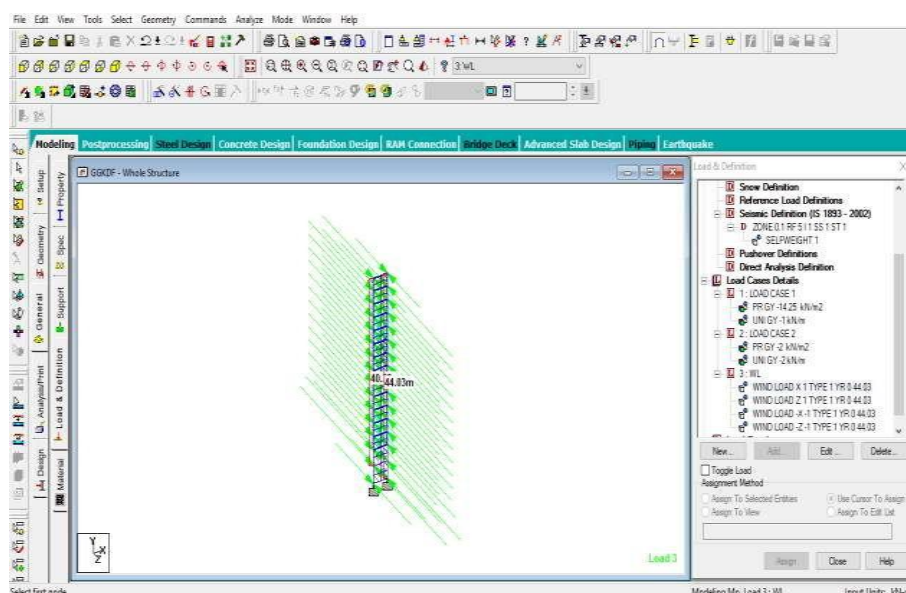 File Edit View Tools Select Geometry Commands Analyze Mode Window Help
3:WL
Modeling Postprocessing Steel Design Concrete Design Foundation Design RAM Connection Bridge Deck Advanced Slab Design Piping Earthquake
GGKDF - Whole Structure
Setup
Geometry
General
Analysis/Print
Design
Property
Spec
Support
Load & Definition
Material
44.03m
Y
X
Z
Load 3
Load & Definition
Snow Definition
Reference Load Definitions
Seismic Definition (IS 1893 - 2002)
ZONE 0.1 RF 5 I 1 SS 1 ST 1
SELFWEIGHT 1
Pushover Definitions
Direct Analysis Definition
Load Cases Details
1 : LOAD CASE 1
PR GY -14.25 kN/m2
UNI GY -1 kN/m
2 : LOAD CASE 2
PR GY -2 kN/m2
UNI GY -2 kN/m
3 : WL
WIND LOAD X 1 TYPE 1 YR 0 44.03
WIND LOAD Z 1 TYPE 1 YR 0 44.03
WIND LOAD -X -1 TYPE 1 YR 0 44.03
WIND LOAD -Z -1 TYPE 1 YR 0 44.03
New... Add... Edit... Delete...
Toggle Load
Assignment Method
Assign To Selected Entities Use Cursor To Assign
Assign To View Assign To Edit List
Assign Close Help
Select first node
Modeling Mo Load 3 : WL Input Units: